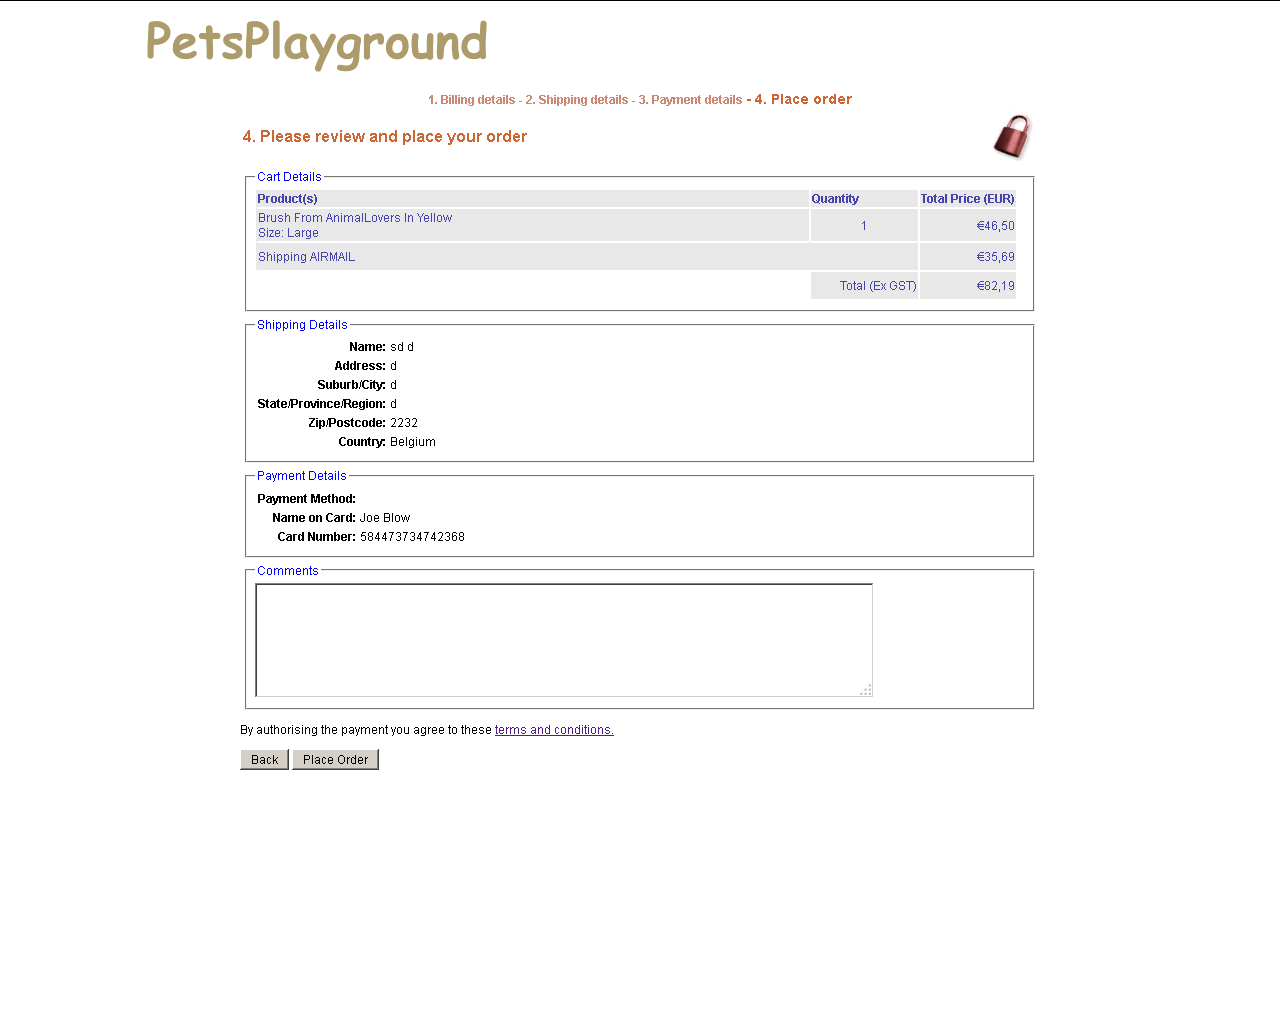 PetsPlayground
1. Billing details - 2. Shipping details - 3. Payment details - 4. Place order
4. Please review and place your order
Cart Details
Product(s) Quantity Total Price (EUR)
Brush From AnimalLovers In Yellow
Size: Large 1 €46,50
Shipping AIRMAIL €35,69
Total (Ex GST) €82,19
Shipping Details
Name: sd d
Address: d
Suburb/City: d
State/Province/Region: d
Zip/Postcode: 2232
Country: Belgium
Payment Details
Payment Method:
Name on Card: Joe Blow
Card Number: 584473734742368
Comments
By authorising the payment you agree to these terms and conditions.
Back Place Order